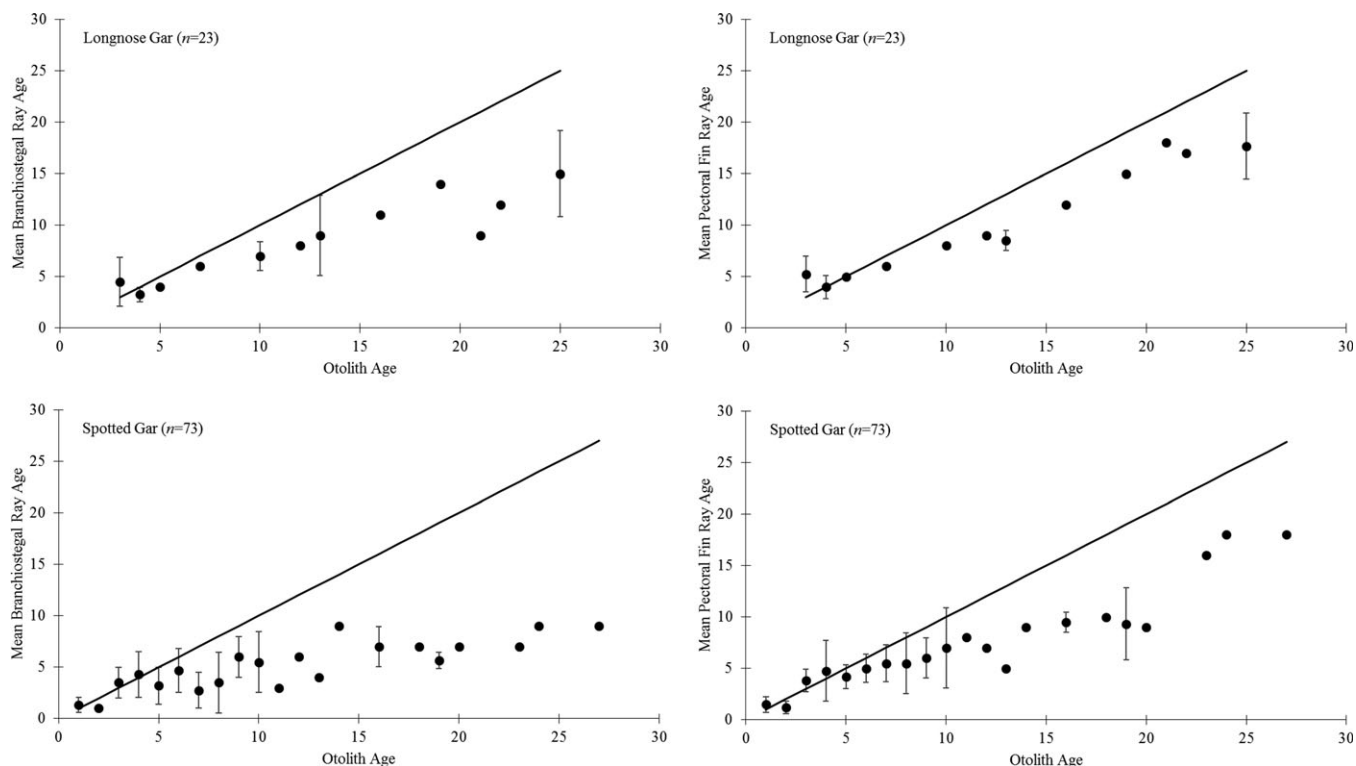 30
25
20
15
10
5
0
Mean Branchiostegal Ray Age
Longnose Gar (n=23)
0 5 10 15 20 25 30
Otolith Age
30
25
20
15
10
5
0
Mean Pectoral Fin Ray Age
Longnose Gar (n=23)
0 5 10 15 20 25 30
Otolith Age
30
25
20
15
10
5
0
Mean Branchiostegal Ray Age
Spotted Gar (n=73)
0 5 10 15 20 25 30
Otolith Age
30
25
20
15
10
5
0
Mean Pectoral Fin Ray Age
Spotted Gar (n=73)
0 5 10 15 20 25 30
Otolith Age